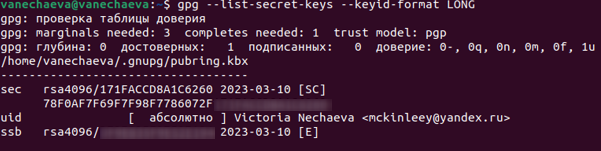 vanechaeva@vanechaeva:~$ gpg --list-secret-keys --keyid-format LONG
gpg: проверка таблицы доверия
gpg: marginals needed: 3  completes needed: 1  trust model: pgp
gpg: глубина: 0  достоверных:   1  подписанных:   0  доверие: 0-, 0q, 0n, 0m, 0f, 1u
/home/vanechaeva/.gnupg/pubring.kbx
-----------------------------------
sec   rsa4096/171FACCD8A1C6260 2023-03-10 [SC]
      78F0AF7F69F7F98F7786072F
uid              [  абсолютно ] Victoria Nechaeva <mckinleey@yandex.ru>
ssb   rsa4096/ 2023-03-10 [E]